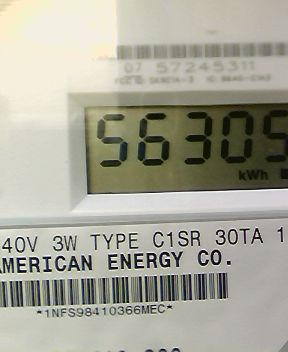 07 57245311
56305
kWh
40V 3W TYPE C1SR 30TA 1
AMERICAN ENERGY CO.
*1NFS98410366MEC*